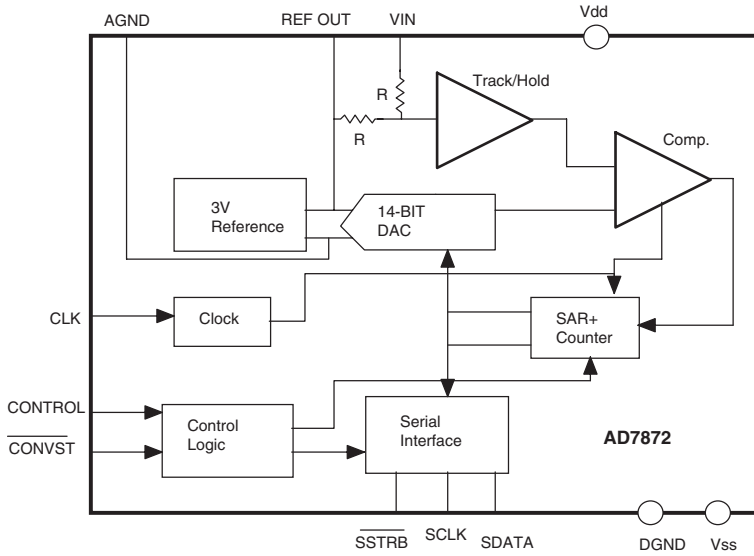 AGND
REF OUT
VIN
Vdd
Track/Hold
R
R
Comp.
3V
Reference
14-BIT
DAC
CLK
Clock
SAR+
Counter
CONTROL
CONVST
Control
Logic
Serial
Interface
AD7872
SSTRB
SCLK
SDATA
DGND
Vss